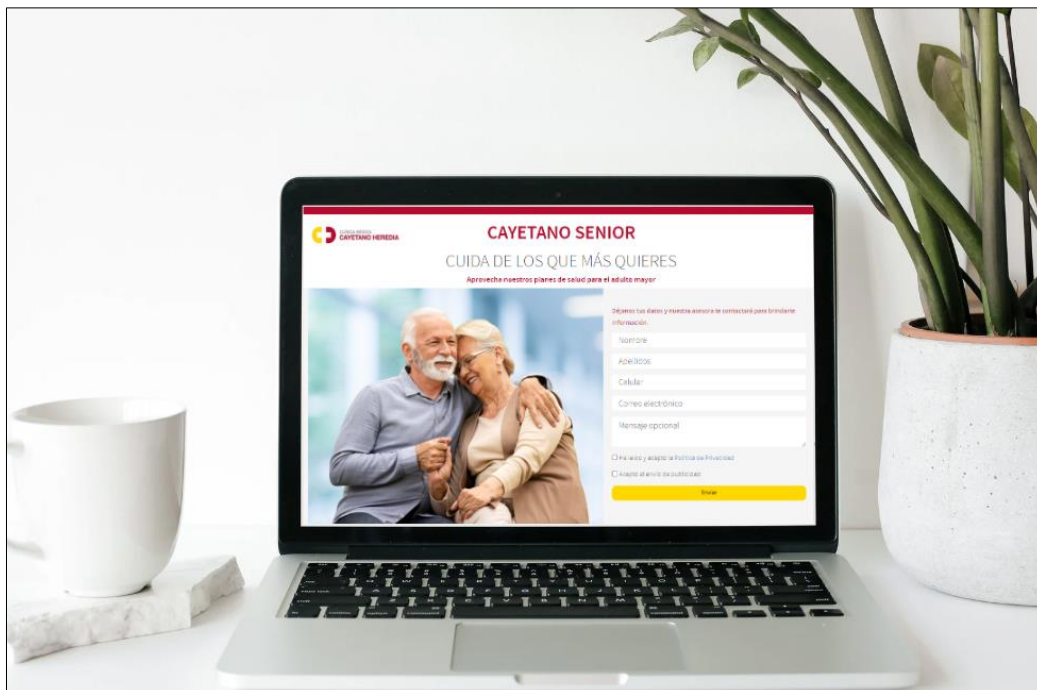 CLÍNICA MÉDICA
CAYETANO HEREDIA
CAYETANO SENIOR
CUIDA DE LOS QUE MÁS QUIERES
Aprovecha nuestros planes de salud para el adulto mayor
Déjanos tus datos y nuestra asesora te contactará para brindarte
información.
Nombre
Apellidos
Celular
Correo electrónico
Mensaje opcional
He leído y acepto la Política de Privacidad
Acepto el envío de publicidad
Enviar